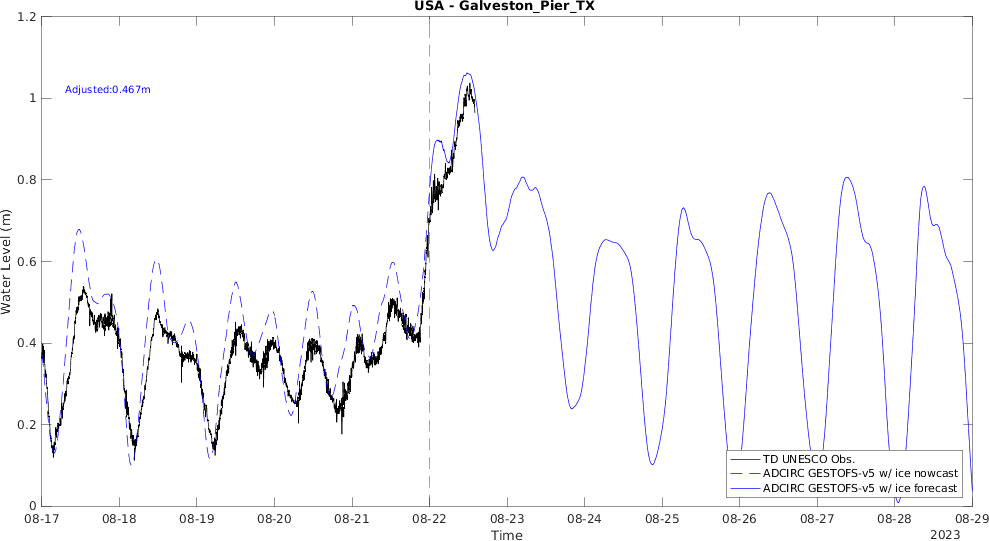 USA - Galveston_Pier_TX
1.2
1
0.8
0.6
0.4
0.2
0
Water Level (m)
Adjusted:0.467m
TD UNESCO Obs.
ADCIRC GESTOFS-v5 w/ ice nowcast
ADCIRC GESTOFS-v5 w/ ice forecast
08-17 08-18 08-19 08-20 08-21 08-22 08-23 08-24 08-25 08-26 08-27 08-28 08-29
Time
2023